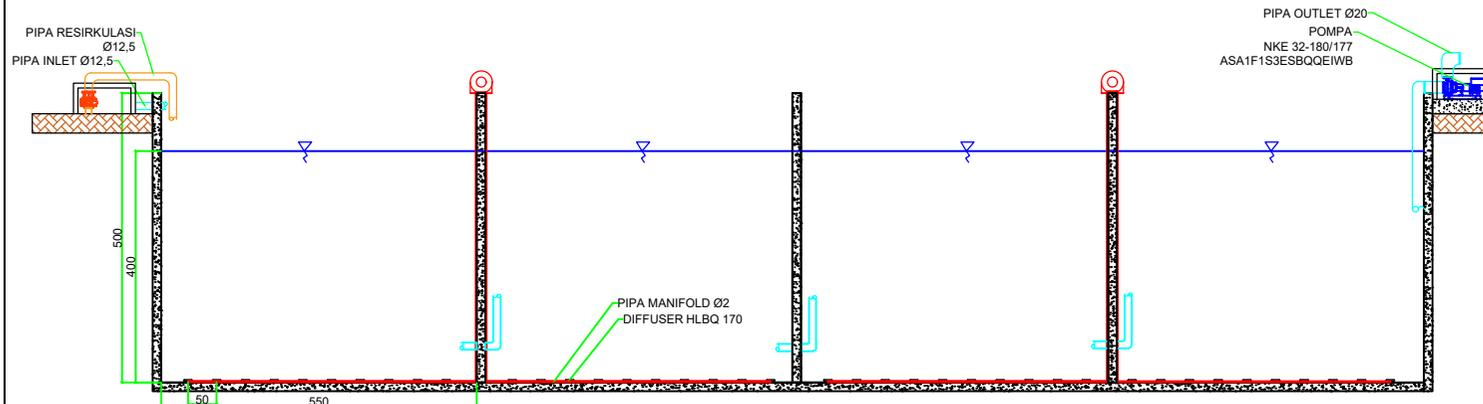 PIPA RESIRKULASI
Ø12,5
PIPA INLET Ø12,5
PIPA OUTLET Ø20
POMPA
NKE 32-180/177
ASA1F1S3ESBQQEIWB
500
400
PIPA MANIFOLD Ø2
DIFFUSER HLBQ 170
50
550